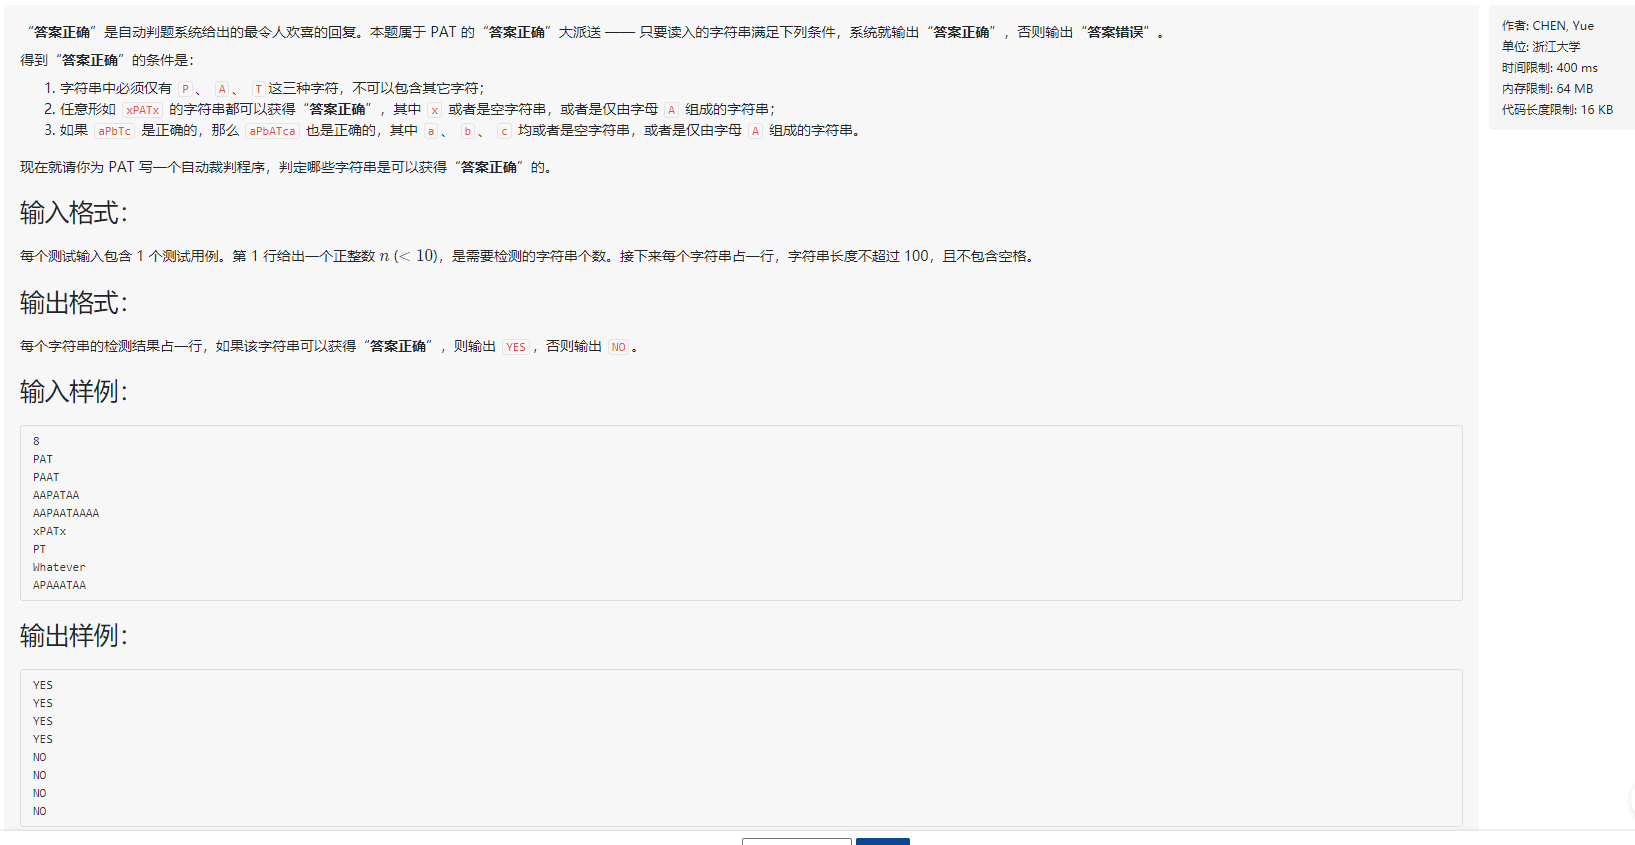 “答案正确”是自动判题系统给出的最令人欢喜的回复。本题属于 PAT 的“答案正确”大派送 —— 只要读入的字符串满足下列条件，系统就输出“答案正确”，否则输出“答案错误”。
得到“答案正确”的条件是：
1. 字符串中必须仅有 P、 A、 T 这三种字符，不可以包含其它字符；
2. 任意形如 xPATx 的字符串都可以获得“答案正确”，其中 x 或者是空字符串，或者是仅由字母 A 组成的字符串；
3. 如果 aPbTc 是正确的，那么 aPbATca 也是正确的，其中 a、 b、 c 均或者是空字符串，或者是仅由字母 A 组成的字符串。
现在就请你为 PAT 写一个自动裁判程序，判定哪些字符串是可以获得“答案正确”的。
输入格式：
每个测试输入包含 1 个测试用例。第 1 行给出一个正整数 n (< 10)，是需要检测的字符串个数。接下来每个字符串占一行，字符串长度不超过 100，且不包含空格。
输出格式：
每个字符串的检测结果占一行，如果该字符串可以获得“答案正确”，则输出 YES，否则输出 NO。
输入样例：
8
PAT
PAAT
AAPATAA
AAPAATAAAA
xPATx
PT
Whatever
APAAATAA
输出样例：
YES
YES
YES
YES
NO
NO
NO
NO
作者: CHEN, Yue
单位: 浙江大学
时间限制: 400 ms
内存限制: 64 MB
代码长度限制: 16 KB